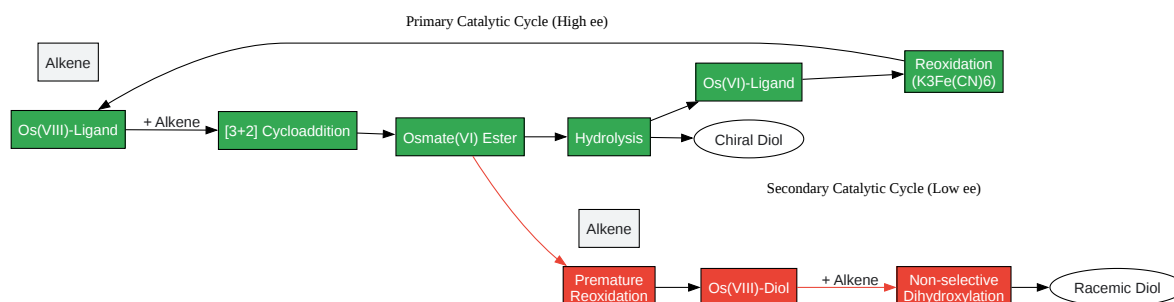 Primary Catalytic Cycle (High ee)
Alkene
Reoxidation
(K3Fe(CN)6)
Os(VI)-Ligand
Os(VIII)-Ligand
+ Alkene
[3+2] Cycloaddition
Osmate(VI) Ester
Hydrolysis
Chiral Diol
Secondary Catalytic Cycle (Low ee)
Alkene
Premature
Reoxidation
Os(VIII)-Diol
+ Alkene
Non-selective
Dihydroxylation
Racemic Diol